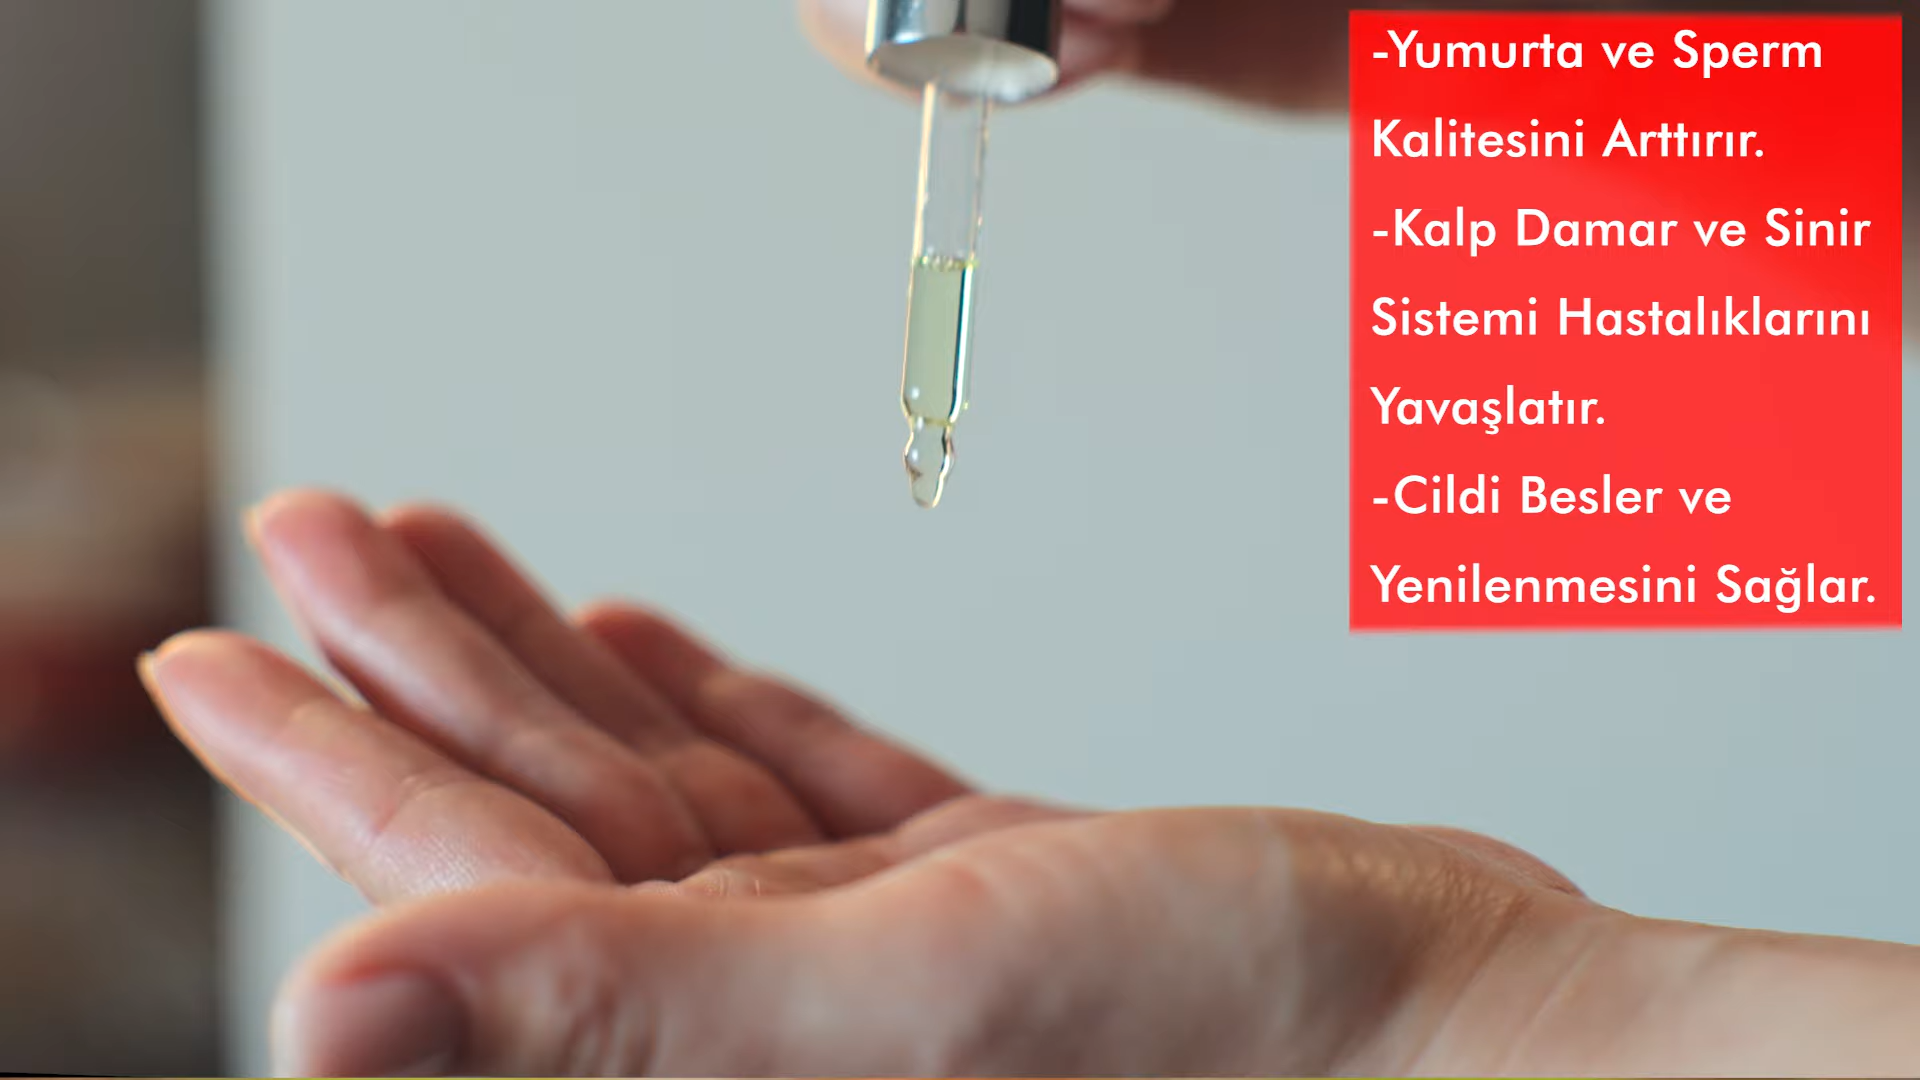 -Yumurta ve Sperm
Kalitesini Arttırır.
-Kalp Damar ve Sinir
Sistemi Hastalıklarını
Yavaşlatır.
-Cildi Besler ve
Yenilenmesini Sağlar.